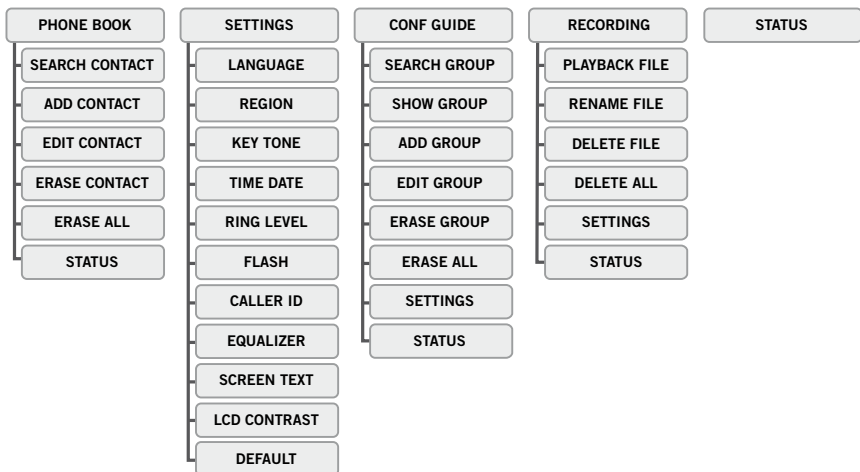 PHONE BOOK
SEARCH CONTACT
ADD CONTACT
EDIT CONTACT
ERASE CONTACT
ERASE ALL
STATUS
SETTINGS
LANGUAGE
REGION
KEY TONE
TIME DATE
RING LEVEL
FLASH
CALLER ID
EQUALIZER
SCREEN TEXT
LCD CONTRAST
DEFAULT
CONF GUIDE
SEARCH GROUP
SHOW GROUP
ADD GROUP
EDIT GROUP
ERASE GROUP
ERASE ALL
SETTINGS
STATUS
RECORDING
PLAYBACK FILE
RENAME FILE
DELETE FILE
DELETE ALL
SETTINGS
STATUS
STATUS